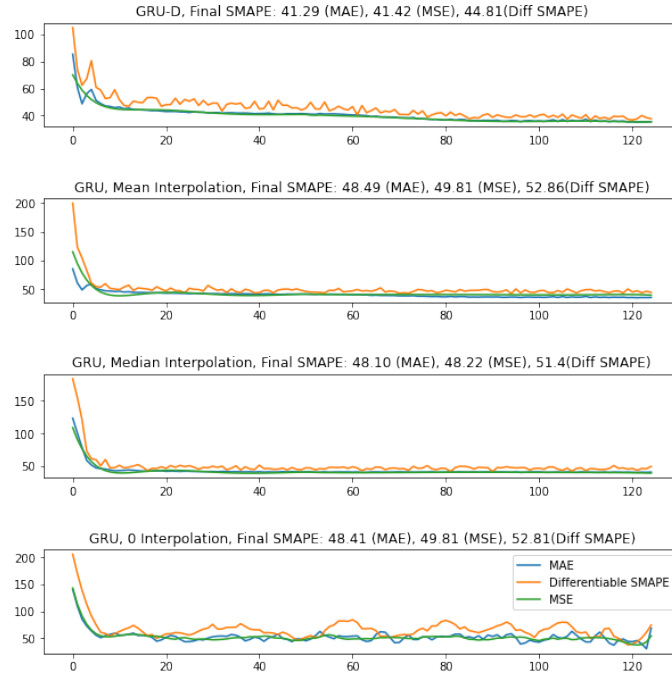 GRU-D, Final SMAPE: 41.29 (MAE), 41.42 (MSE), 44.81(Diff SMAPE)
100
80
60
40
0 20 40 60 80 100 120
GRU, Mean Interpolation, Final SMAPE: 48.49 (MAE), 49.81 (MSE), 52.86(Diff SMAPE)
200
150
100
50
0 20 40 60 80 100 120
GRU, Median Interpolation, Final SMAPE: 48.10 (MAE), 48.22 (MSE), 51.4(Diff SMAPE)
150
100
50
0 20 40 60 80 100 120
GRU, 0 Interpolation, Final SMAPE: 48.41 (MAE), 49.81 (MSE), 52.81(Diff SMAPE)
200
150
100
50
MAE
Differentiable SMAPE
MSE
0 20 40 60 80 100 120